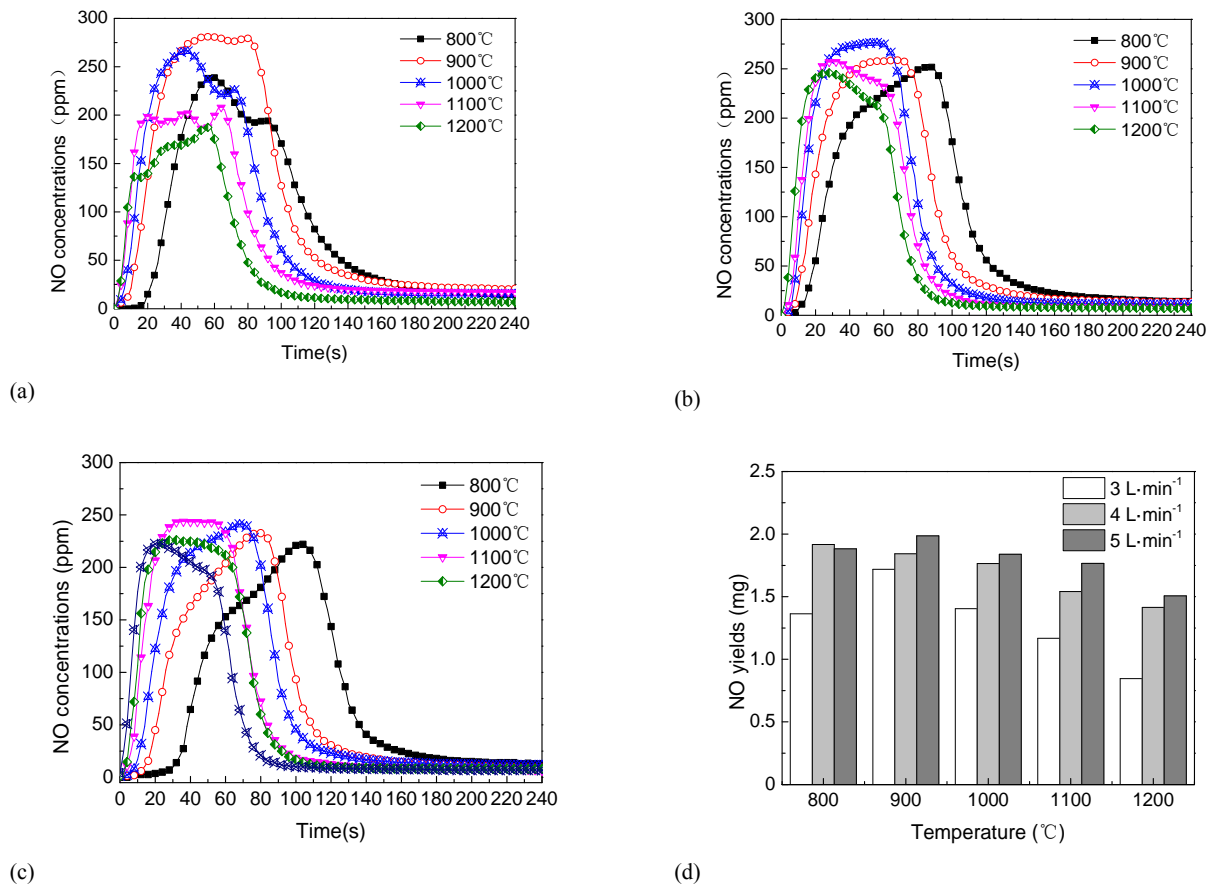 300
250
200
150
100
50
0
NO concentrations (ppm)
0 20 40 60 80 100 120 140 160 180 200 220 240
Time(s)
800℃
900℃
1000℃
1100℃
1200℃
(a)
300
250
200
150
100
50
0
NO concentrations (ppm)
0 20 40 60 80 100 120 140 160 180 200 220 240
Time(s)
800℃
900℃
1000℃
1100℃
1200℃
(b)
300
250
200
150
100
50
0
NO concentrations (ppm)
0 20 40 60 80 100 120 140 160 180 200 220 240
Time(s)
800℃
900℃
1000℃
1100℃
1200℃
(c)
2.5
2.0
1.5
1.0
0.5
0
NO yields (mg)
800 900 1000 1100 1200
Temperature (℃)
3 L·min⁻¹
4 L·min⁻¹
5 L·min⁻¹
(d)